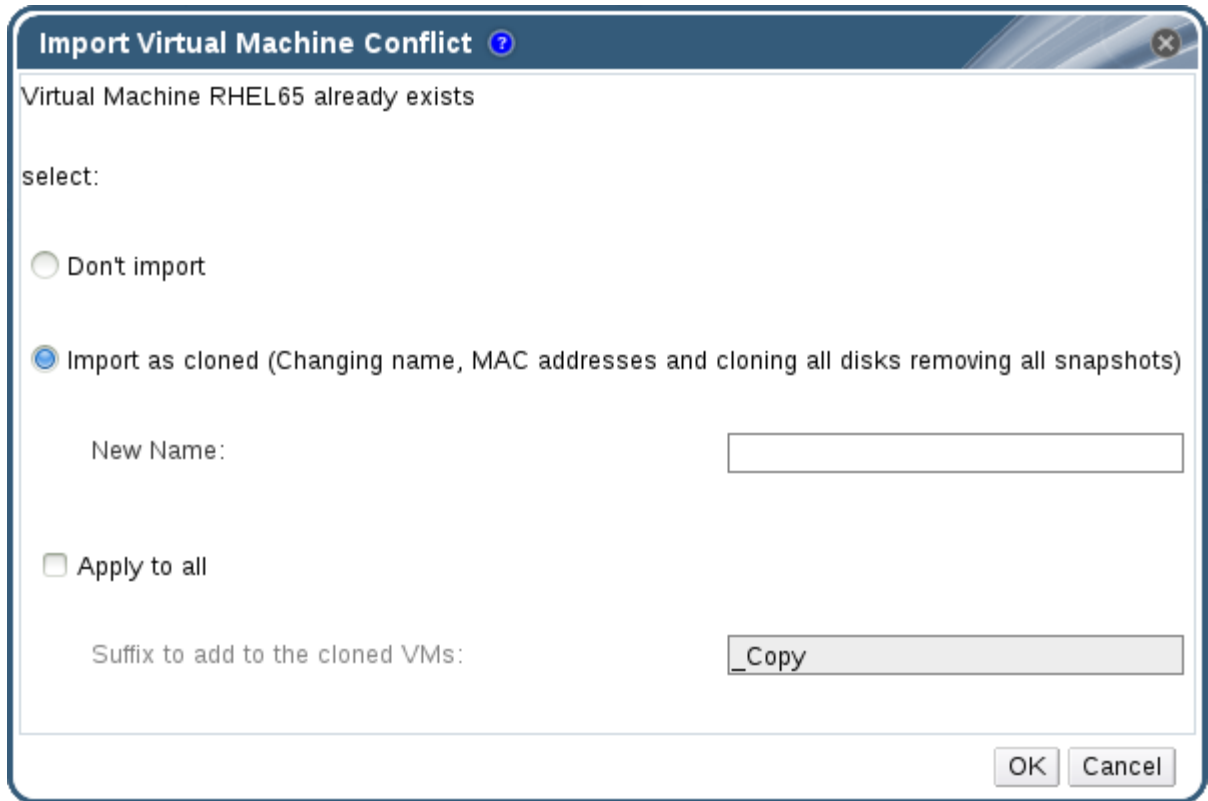 Import Virtual Machine Conflict ?
Virtual Machine RHEL65 already exists
select:
Don't import
Import as cloned (Changing name, MAC addresses and cloning all disks removing all snapshots)
New Name:
Apply to all
Suffix to add to the cloned VMs: _Copy
OK Cancel